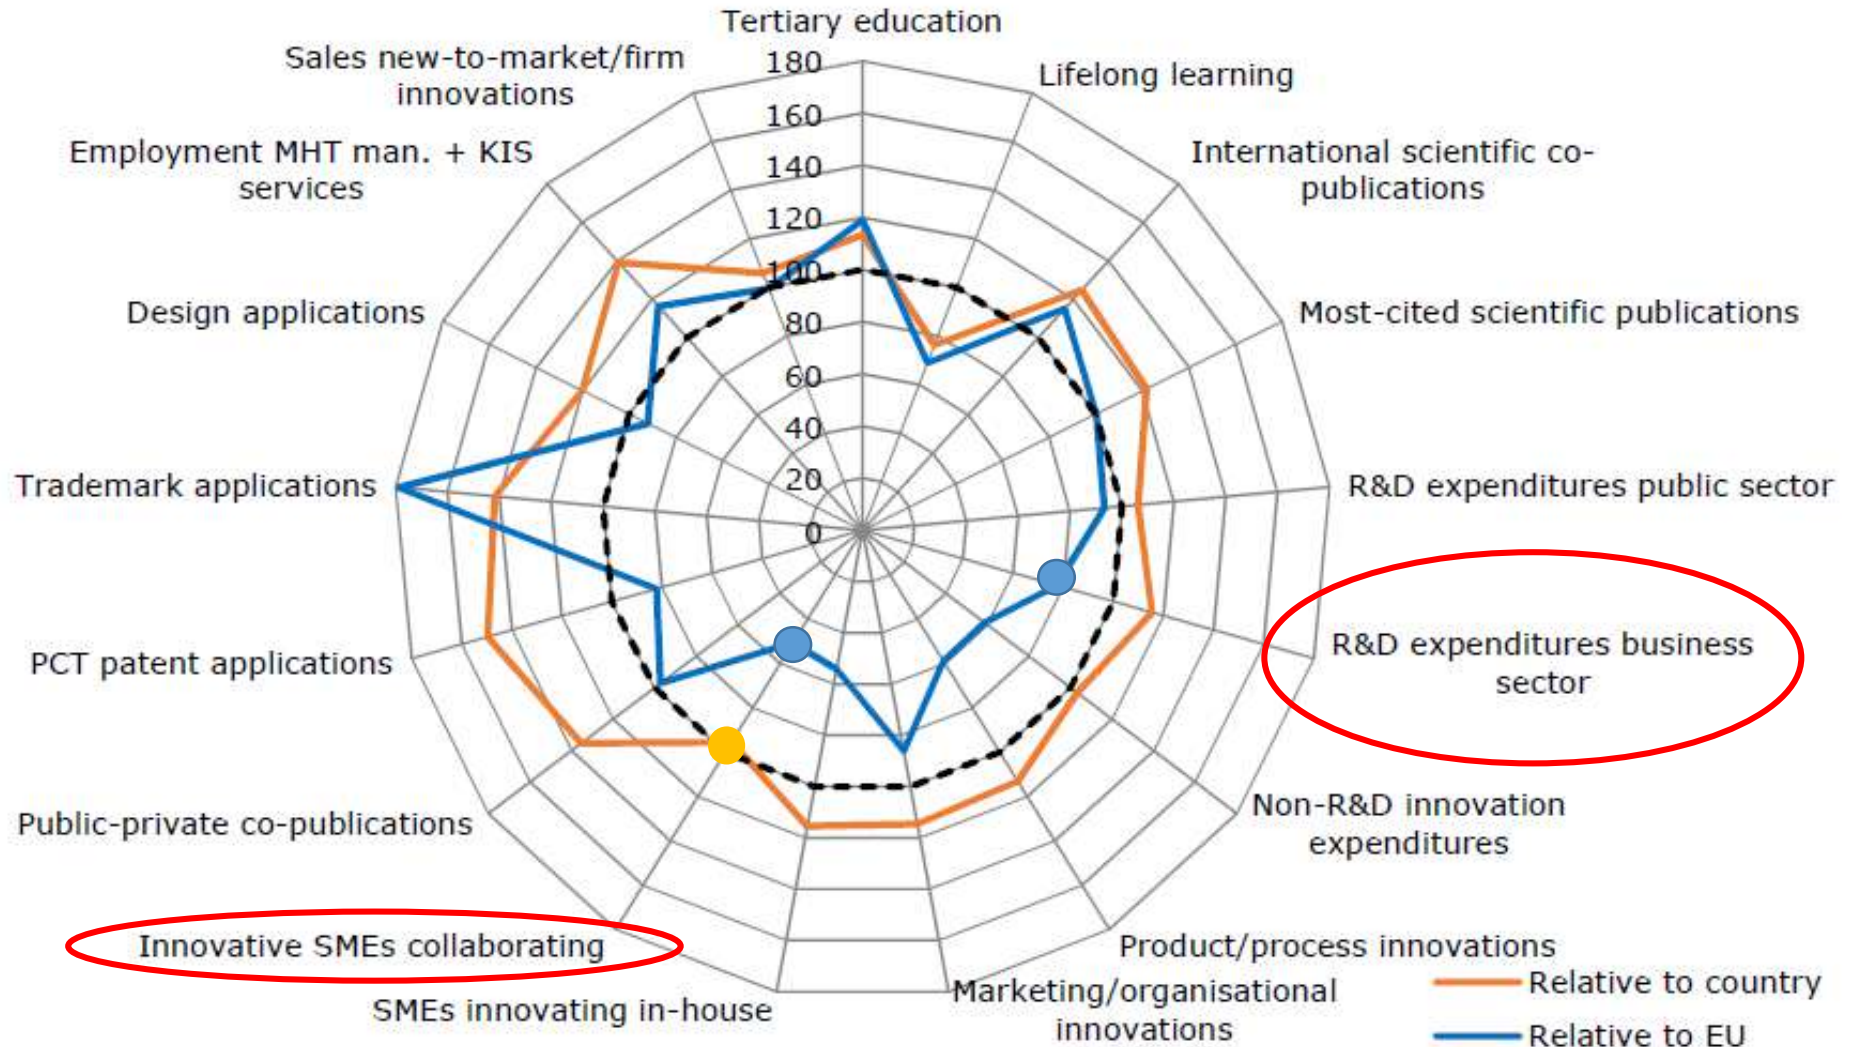 Tertiary education
Sales new-to-market/firm
innovations
180
Lifelong learning
160
Employment MHT man. + KIS
services
International scientific co-
publications
140
120
Design applications
100
Most-cited scientific publications
80
60
40
Trademark applications
20
R&D expenditures public sector
0
PCT patent applications
R&D expenditures business
sector
Public-private co-publications
Non-R&D innovation
expenditures
Innovative SMEs collaborating
Product/process innovations
SMEs innovating in-house
Marketing/organisational
innovations
Relative to country
Relative to EU